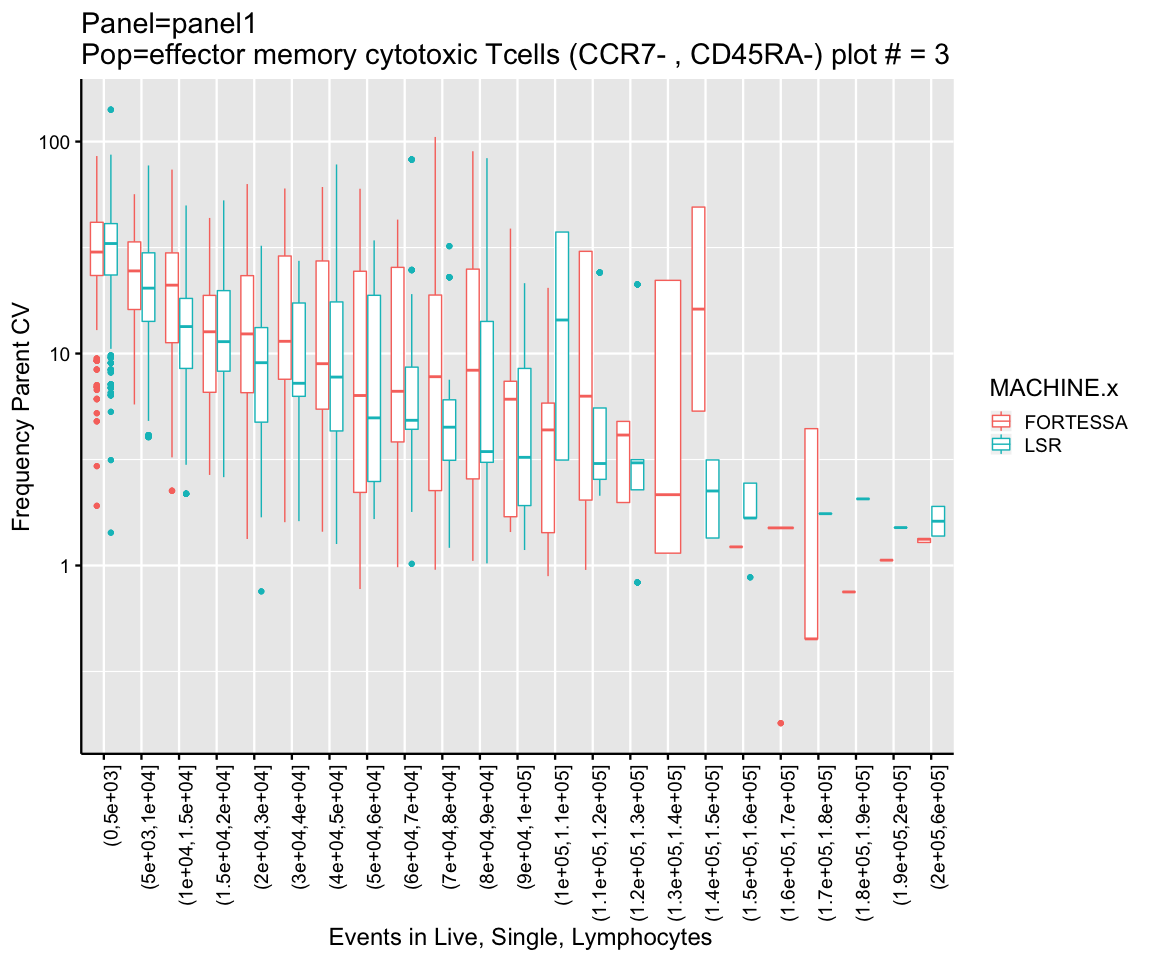 Panel=panel1
Pop=effector memory cytotoxic Tcells (CCR7- , CD45RA-) plot # = 3
Frequency Parent CV
100
10
1
(0,5e+03]
(5e+03,1e+04]
(1e+04,1.5e+04]
(1.5e+04,2e+04]
(2e+04,3e+04]
(3e+04,4e+04]
(4e+04,5e+04]
(5e+04,6e+04]
(6e+04,7e+04]
(7e+04,8e+04]
(8e+04,9e+04]
(9e+04,1e+05]
(1e+05,1.1e+05]
(1.1e+05,1.2e+05]
(1.2e+05,1.3e+05]
(1.3e+05,1.4e+05]
(1.4e+05,1.5e+05]
(1.5e+05,1.6e+05]
(1.6e+05,1.7e+05]
(1.7e+05,1.8e+05]
(1.8e+05,1.9e+05]
(1.9e+05,2e+05]
(2e+05,6e+05]
Events in Live, Single, Lymphocytes
MACHINE.x
FORTESSA
LSR